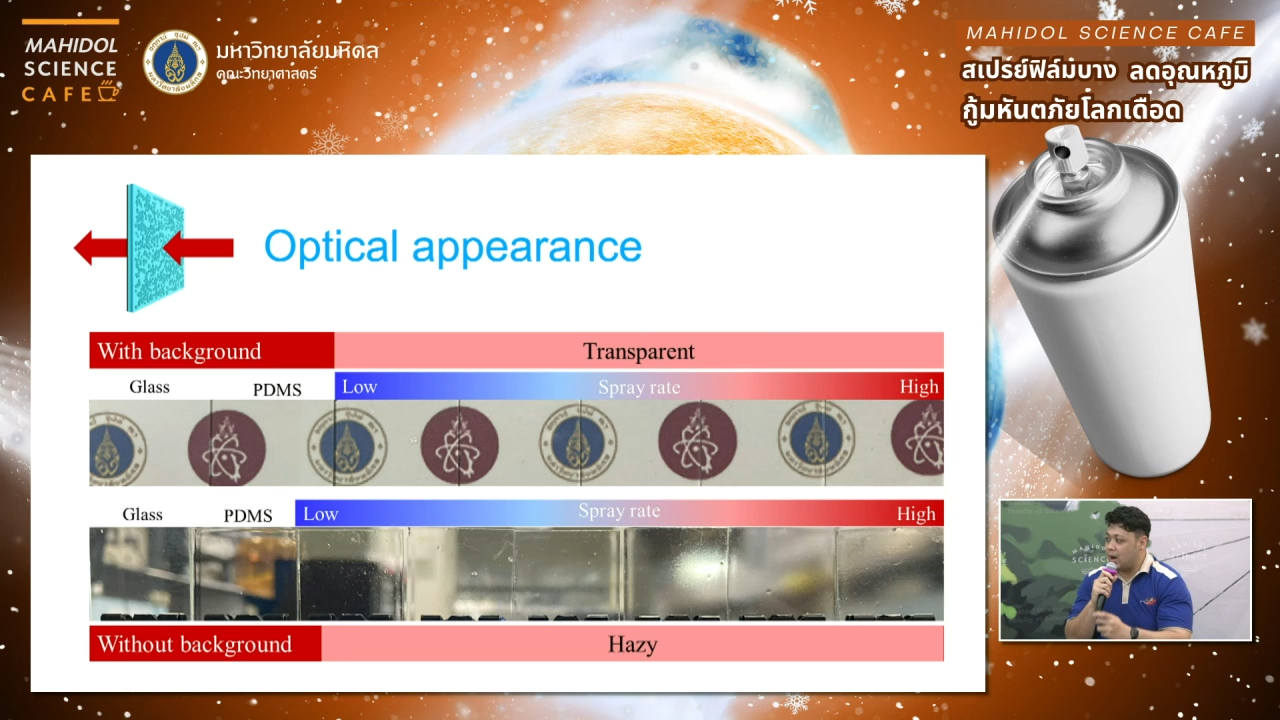 MAHIDOL
SCIENCE
CAFE
มหาวิทยาลัยมหิดล
คณะวิทยาศาสตร์
MAHIDOL SCIENCE CAFE
สเปรย์ฟิล์มบาง ลดอุณหภูมิ
กู้มหันตภัยโลกเดือด
Optical appearance
With background
Transparent
Glass
PDMS
Low
Spray rate
High
Glass
PDMS
Low
Spray rate
High
Without background
Hazy